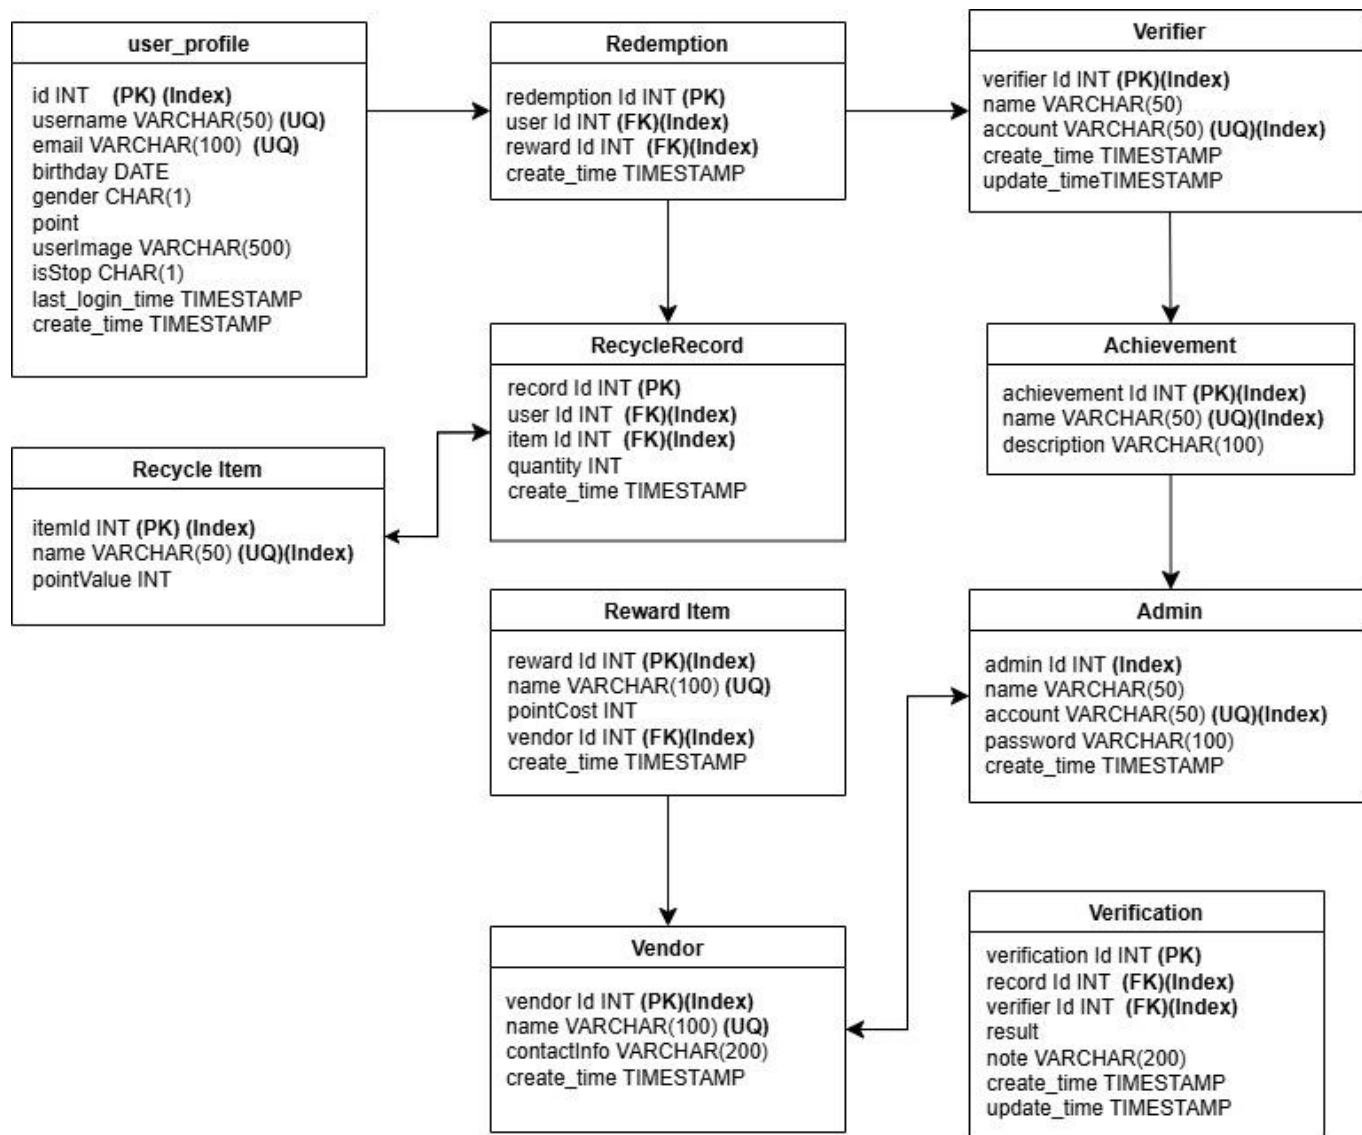 user_profile
id INT (PK) (Index)
username VARCHAR(50) (UQ)
email VARCHAR(100) (UQ)
birthday DATE
gender CHAR(1)
point
userImage VARCHAR(500)
isStop CHAR(1)
last_login_time TIMESTAMP
create_time TIMESTAMP
Redemption
redemption Id INT (PK)
user Id INT (FK)(Index)
reward Id INT (FK)(Index)
create_time TIMESTAMP
Verifier
verifier Id INT (PK)(Index)
name VARCHAR(50)
account VARCHAR(50) (UQ)(Index)
create_time TIMESTAMP
update_timeTIMESTAMP
RecycleRecord
record Id INT (PK)
user Id INT (FK)(Index)
item Id INT (FK)(Index)
quantity INT
create_time TIMESTAMP
Achievement
achievement Id INT (PK)(Index)
name VARCHAR(50) (UQ)(Index)
description VARCHAR(100)
Recycle Item
itemId INT (PK) (Index)
name VARCHAR(50) (UQ)(Index)
pointValue INT
Reward Item
reward Id INT (PK)(Index)
name VARCHAR(100) (UQ)
pointCost INT
vendor Id INT (FK)(Index)
create_time TIMESTAMP
Admin
admin Id INT (Index)
name VARCHAR(50)
account VARCHAR(50) (UQ)(Index)
password VARCHAR(100)
create_time TIMESTAMP
Vendor
vendor Id INT (PK)(Index)
name VARCHAR(100) (UQ)
contactInfo VARCHAR(200)
create_time TIMESTAMP
Verification
verification Id INT (PK)
record Id INT (FK)(Index)
verifier Id INT (FK)(Index)
result
note VARCHAR(200)
create_time TIMESTAMP
update_time TIMESTAMP